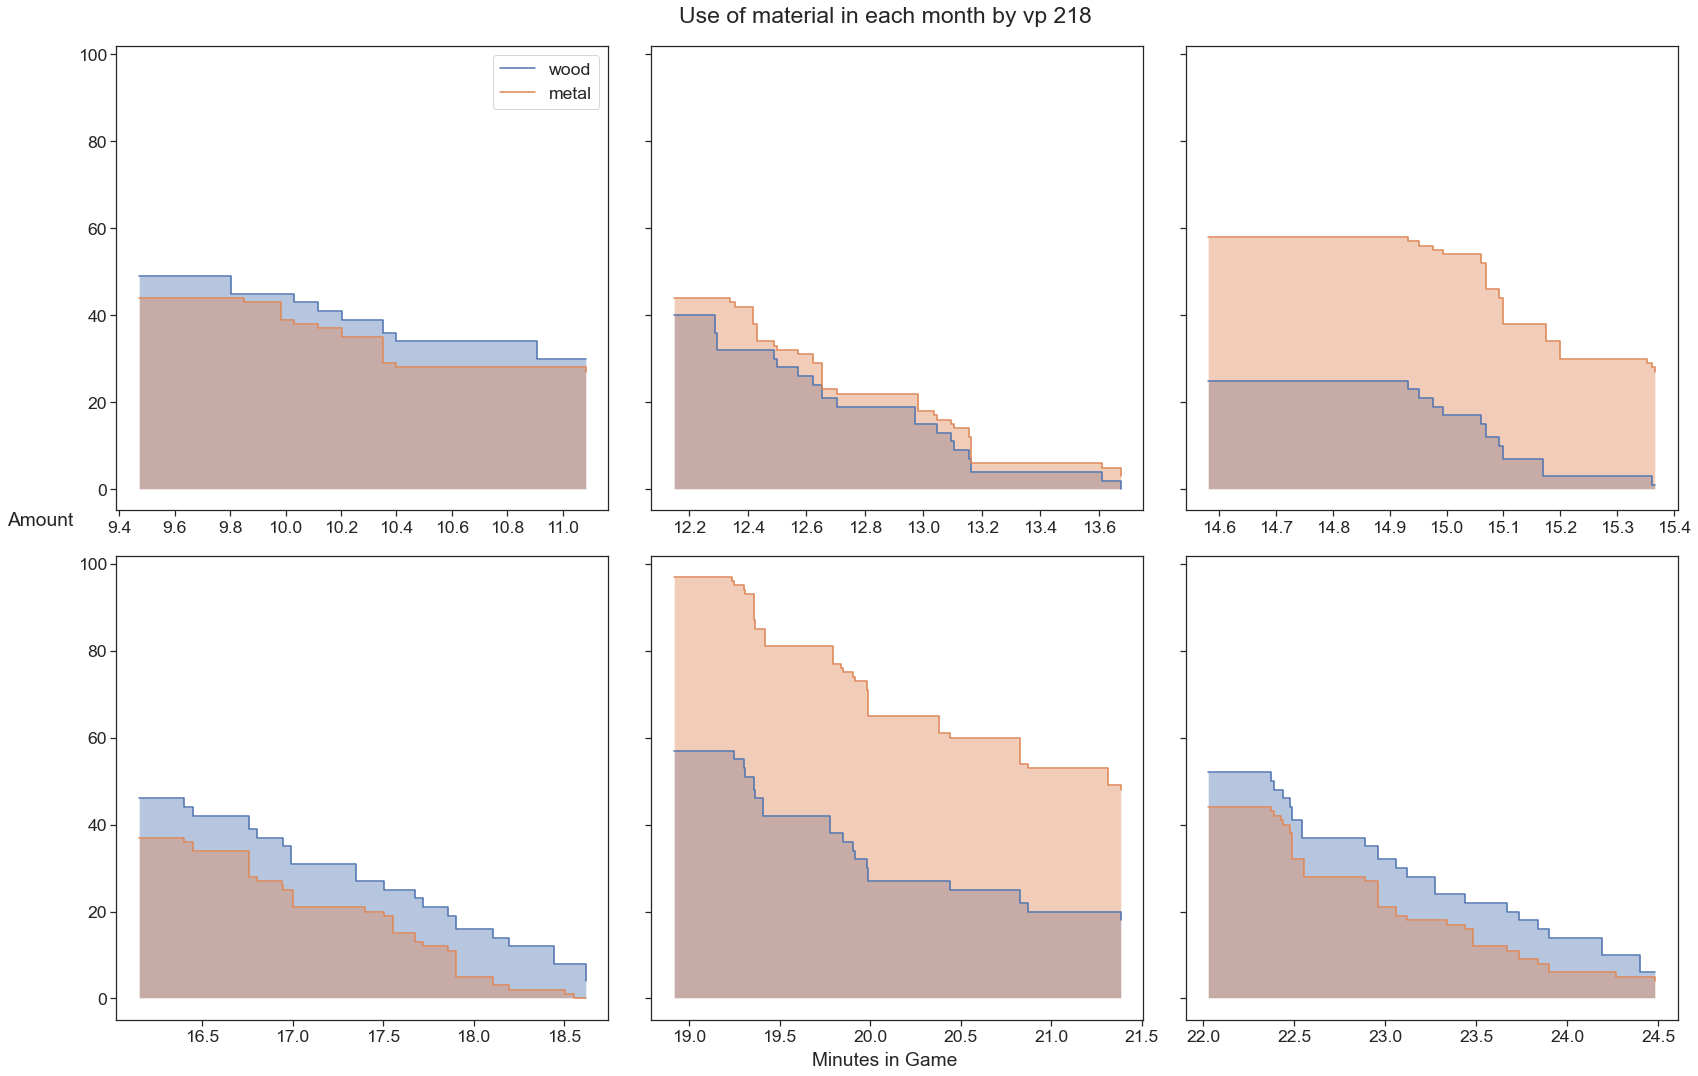 Use of material in each month by vp 218
100
80
60
40
20
0
wood
metal
9.4 9.6 9.8 10.0 10.2 10.4 10.6 10.8 11.0
12.2 12.4 12.6 12.8 13.0 13.2 13.4 13.6
14.6 14.7 14.8 14.9 15.0 15.1 15.2 15.3 15.4
Amount
100
80
60
40
20
0
16.5 17.0 17.5 18.0 18.5
19.0 19.5 20.0 20.5 21.0 21.5
22.0 22.5 23.0 23.5 24.0 24.5
Minutes in Game